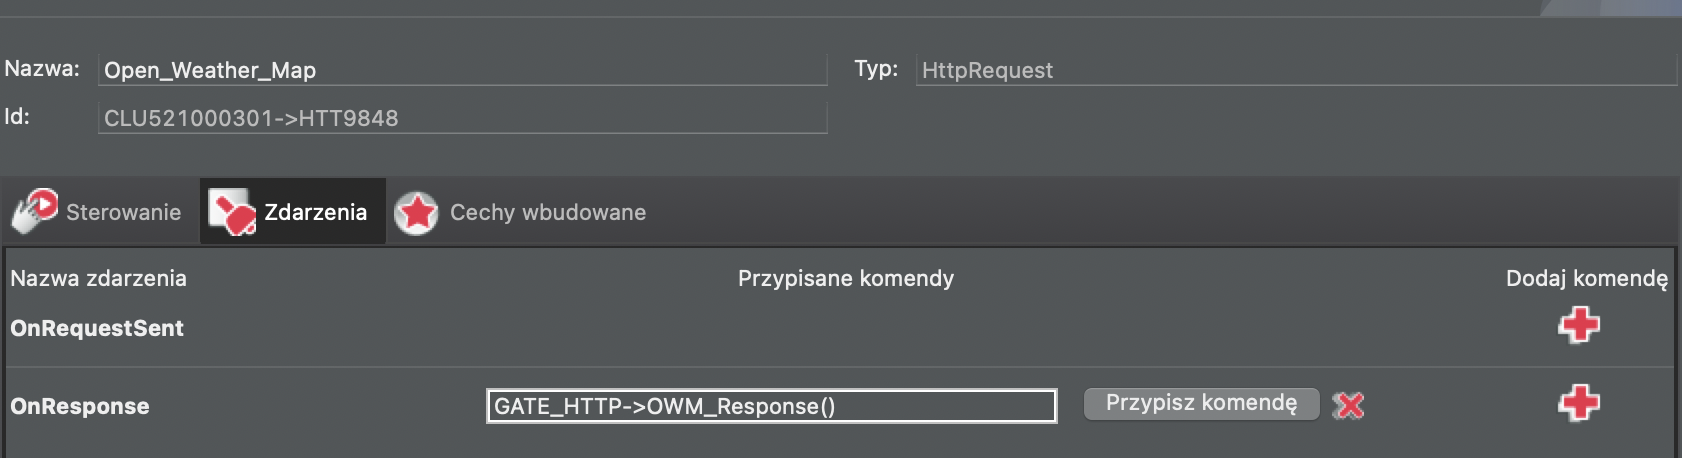 Nazwa: Open_Weather_Map Typ: HttpRequest
Id: CLU521000301->HTT9848
Sterowanie Zdarzenia Cechy wbudowane
Nazwa zdarzenia Przypisane komendy Dodaj komendę
OnRequestSent
OnResponse GATE_HTTP->OWM_Response() Przypisz komendę